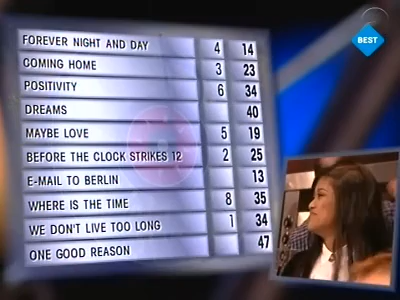 BEST
FOREVER NIGHT AND DAY 4 14
COMING HOME 3 23
POSITIVITY 6 34
DREAMS 40
MAYBE LOVE 5 19
BEFORE THE CLOCK STRIKES 12 2 25
E-MAIL TO BERLIN 13
WHERE IS THE TIME 8 35
WE DON'T LIVE TOO LONG 1 34
ONE GOOD REASON 47